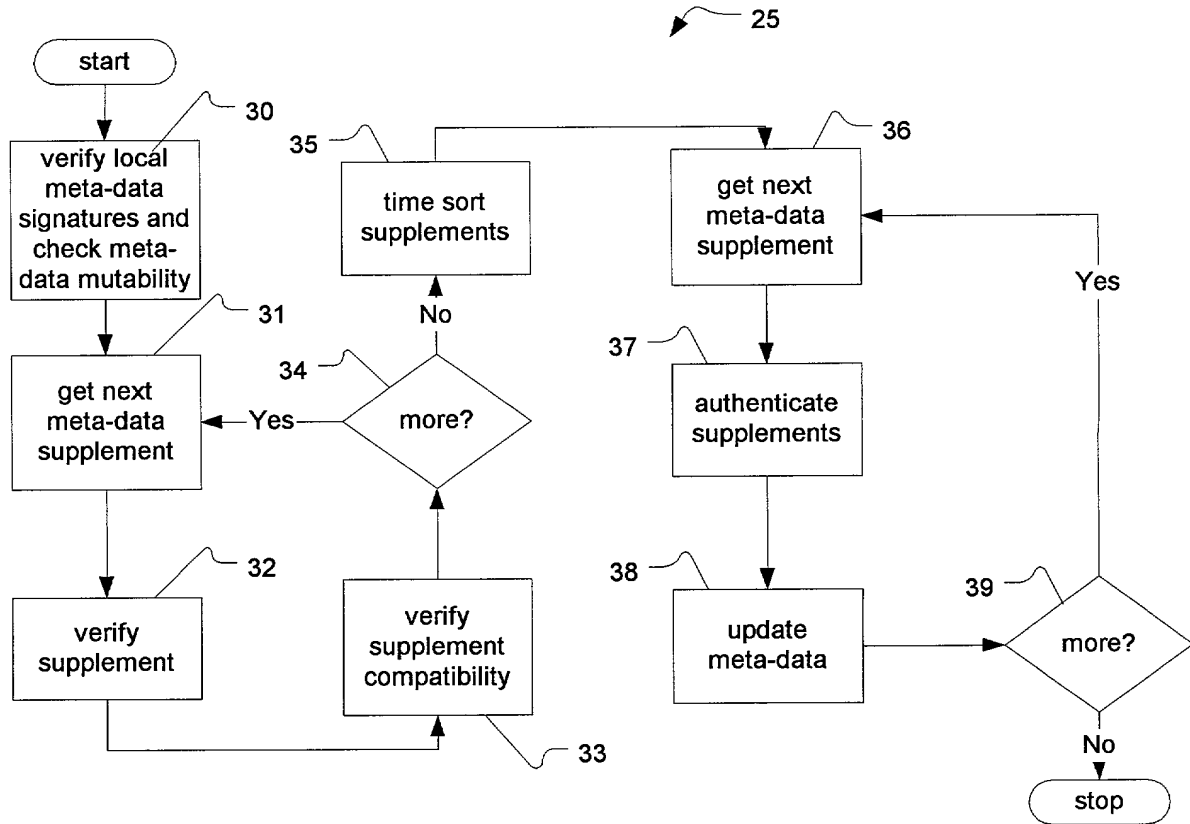 25
start
30
verify local
meta-data
signatures and
check meta-
data mutability
31
get next
meta-data
supplement
32
verify
supplement
33
verify
supplement
compatibility
34
more?
Yes
No
35
time sort
supplements
36
get next
meta-data
supplement
37
authenticate
supplements
38
update
meta-data
39
more?
Yes
No
stop